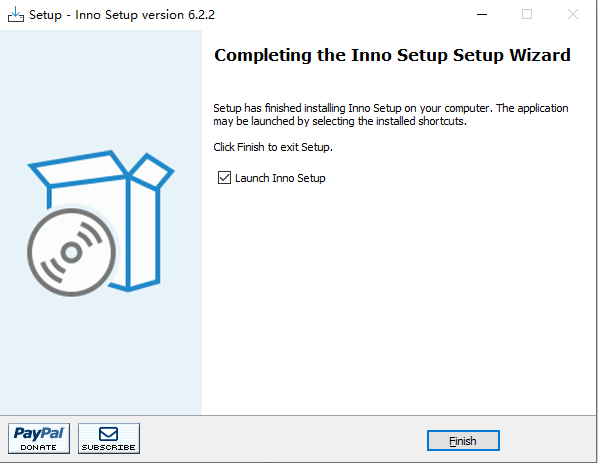 Setup - Inno Setup version 6.2.2
Completing the Inno Setup Setup Wizard
Setup has finished installing Inno Setup on your computer. The application
may be launched by selecting the installed shortcuts.
Click Finish to exit Setup.
Launch Inno Setup
PayPal
DONATE
SUBSCRIBE
Finish